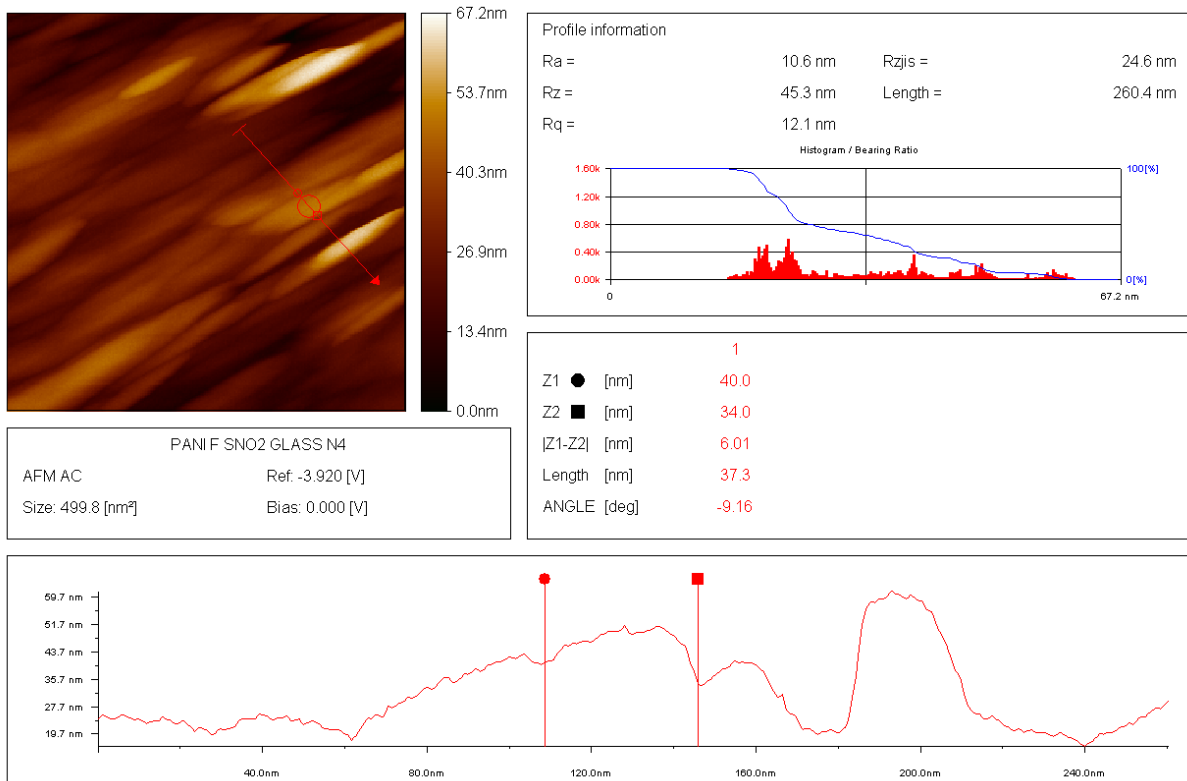 67.2nm
53.7nm
40.3nm
26.9nm
13.4nm
0.0nm
Profile information
Ra = 10.6 nm Rzjis = 24.6 nm
Rz = 45.3 nm Length = 260.4 nm
Rq = 12.1 nm
Histogram / Bearing Ratio
1.60k 100[%]
1.20k
0.80k
0.40k
0.00k 0[%]
0 67.2 nm
PANI F SNO2 GLASS N4
AFM AC Ref: -3.920 [V]
Size: 499.8 [nm²] Bias: 0.000 [V]
1
Z1 [nm] 40.0
Z2 [nm] 34.0
|Z1-Z2| [nm] 6.01
Length [nm] 37.3
ANGLE [deg] -9.16
59.7 nm
51.7 nm
43.7 nm
35.7 nm
27.7 nm
19.7 nm
40.0nm 80.0nm 120.0nm 160.0nm 200.0nm 240.0nm